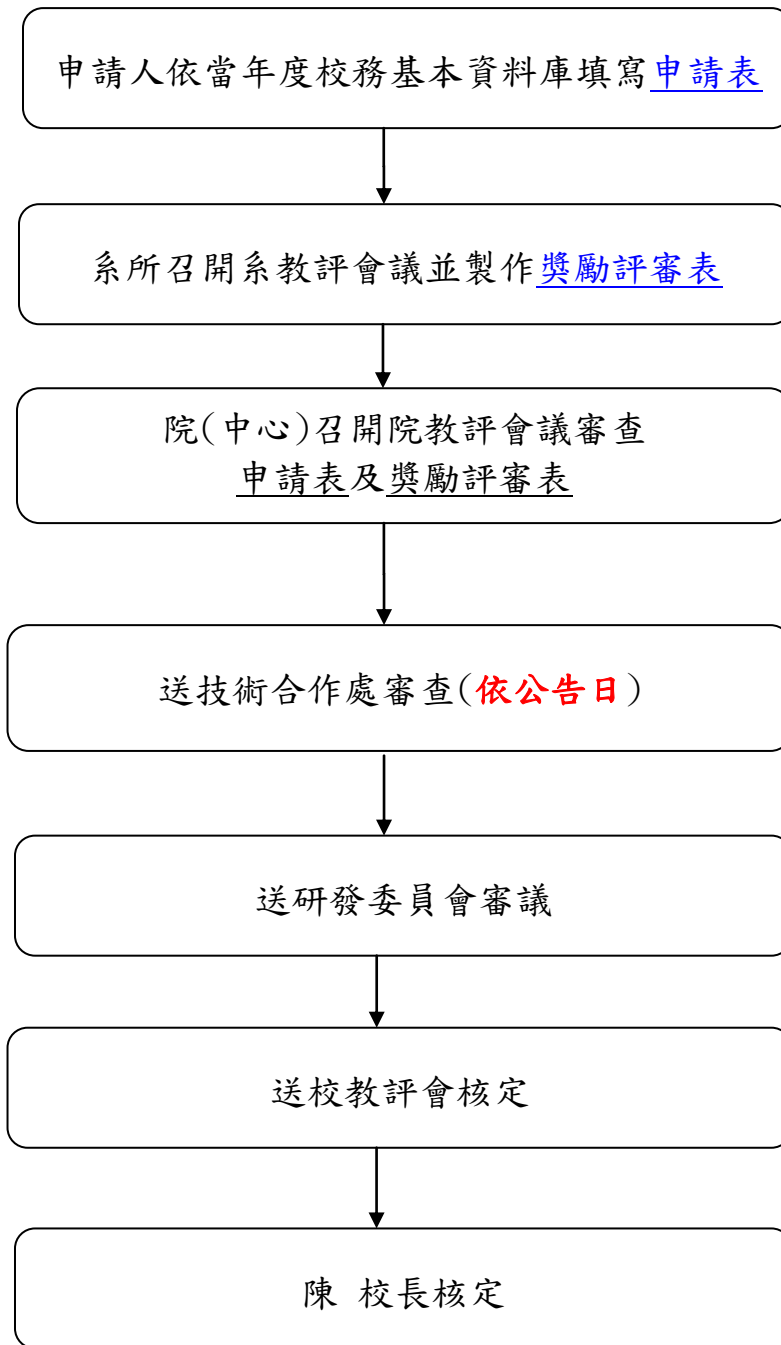 申請人依當年度校務基本資料庫填寫申請表
系所召開系教評會議並製作獎勵評審表
院(中心)召開院教評會議審查
申請表及獎勵評審表
送技術合作處審查(依公告日)
送研發委員會審議
送校教評會核定
陳 校長核定